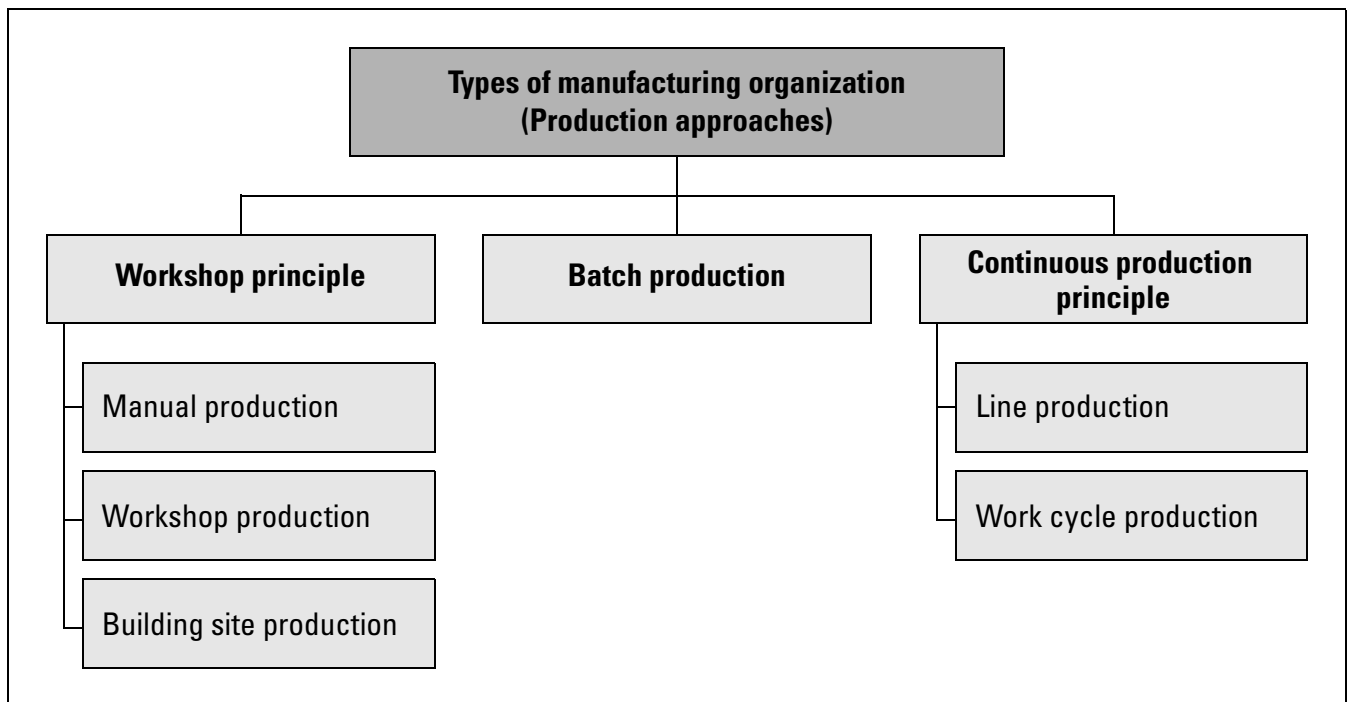 Types of manufacturing organization
(Production approaches)
Workshop principle
Batch production
Continuous production
principle
Manual production
Workshop production
Building site production
Line production
Work cycle production